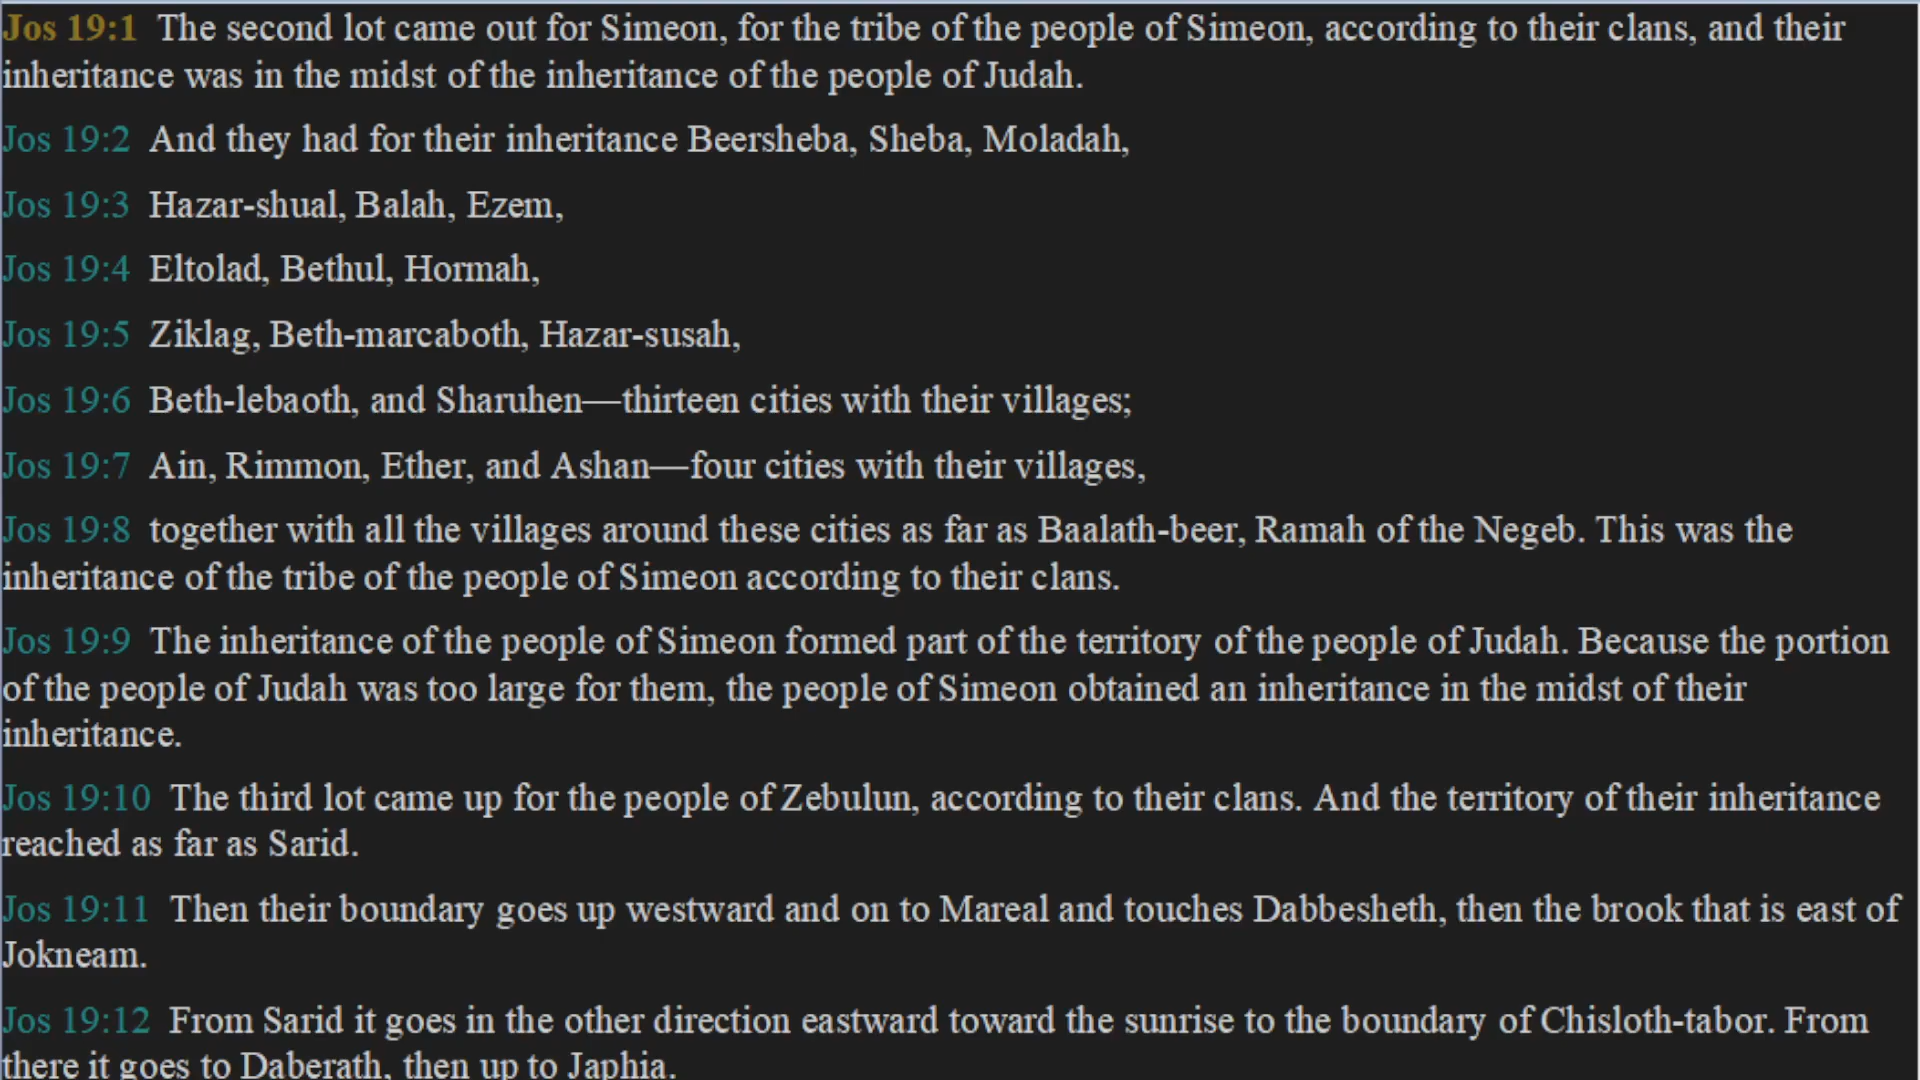 Jos 19:1 The second lot came out for Simeon, for the tribe of the people of Simeon, according to their clans, and their
inheritance was in the midst of the inheritance of the people of Judah.
Jos 19:2 And they had for their inheritance Beersheba, Sheba, Moladah,
Jos 19:3 Hazar-shual, Balah, Ezem,
Jos 19:4 Eltolad, Bethul, Hormah,
Jos 19:5 Ziklag, Beth-marcaboth, Hazar-susah,
Jos 19:6 Beth-lebaoth, and Sharuhen—thirteen cities with their villages;
Jos 19:7 Ain, Rimmon, Ether, and Ashan—four cities with their villages,
Jos 19:8 together with all the villages around these cities as far as Baalath-beer, Ramah of the Negeb. This was the
inheritance of the tribe of the people of Simeon according to their clans.
Jos 19:9 The inheritance of the people of Simeon formed part of the territory of the people of Judah. Because the portion
of the people of Judah was too large for them, the people of Simeon obtained an inheritance in the midst of their
inheritance.
Jos 19:10 The third lot came up for the people of Zebulun, according to their clans. And the territory of their inheritance
reached as far as Sarid.
Jos 19:11 Then their boundary goes up westward and on to Mareal and touches Dabbesheth, then the brook that is east of
Jokneam.
Jos 19:12 From Sarid it goes in the other direction eastward toward the sunrise to the boundary of Chisloth-tabor. From
there it goes to Daberath, then up to Japhia.